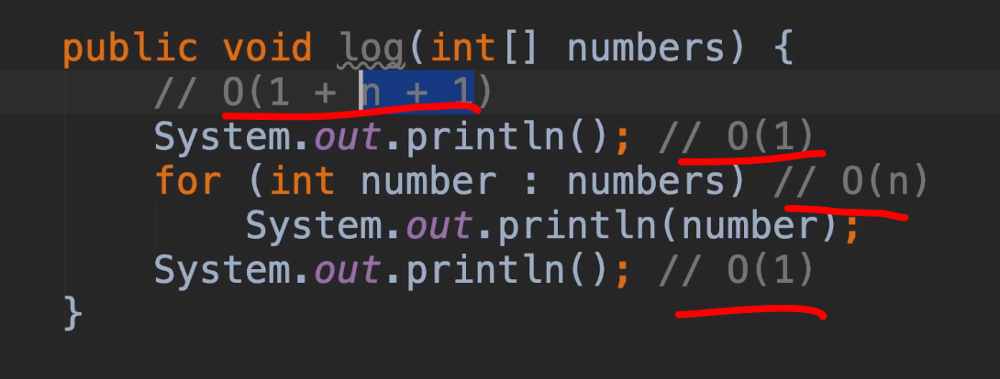 public void log(int[] numbers) {
// O(1 + n + 1)
System.out.println(); // O(1)
for (int number : numbers) // O(n)
System.out.println(number);
System.out.println(); // O(1)
}